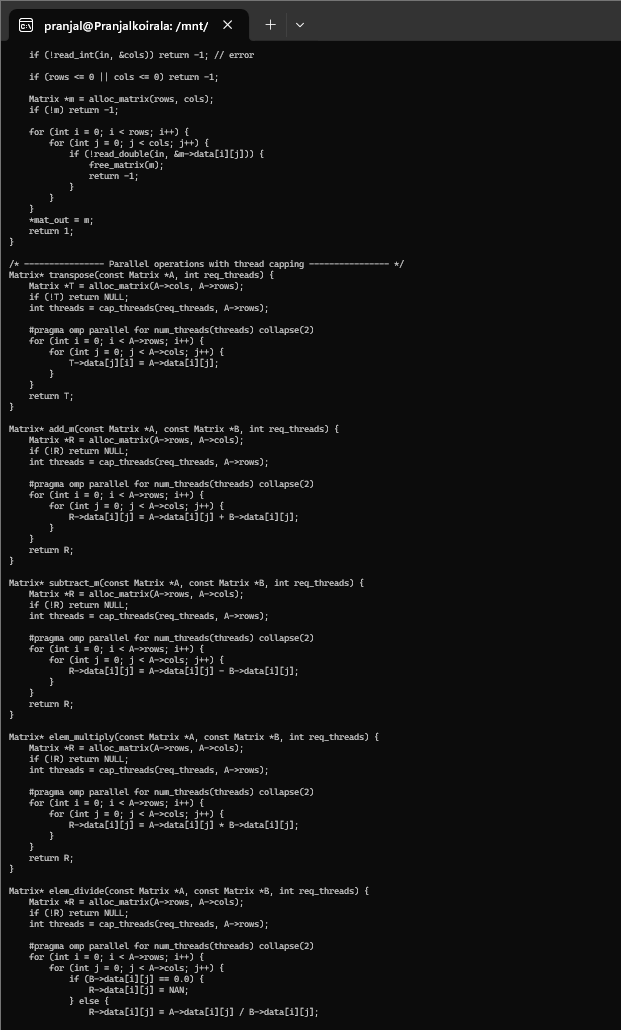 pranjal@Pranjalkoirala: /mnt/
    if (!read_int(in, &cols)) return -1; // error

    if (rows <= 0 || cols <= 0) return -1;

    Matrix *m = alloc_matrix(rows, cols);
    if (!m) return -1;

    for (int i = 0; i < rows; i++) {
        for (int j = 0; j < cols; j++) {
            if (!read_double(in, &m->data[i][j])) {
                free_matrix(m);
                return -1;
            }
        }
    }
    *mat_out = m;
    return 1;
}

/* ---------------- Parallel operations with thread capping ---------------- */
Matrix* transpose(const Matrix *A, int req_threads) {
    Matrix *T = alloc_matrix(A->cols, A->rows);
    if (!T) return NULL;
    int threads = cap_threads(req_threads, A->rows);

    #pragma omp parallel for num_threads(threads) collapse(2)
    for (int i = 0; i < A->rows; i++) {
        for (int j = 0; j < A->cols; j++) {
            T->data[j][i] = A->data[i][j];
        }
    }
    return T;
}

Matrix* add_m(const Matrix *A, const Matrix *B, int req_threads) {
    Matrix *R = alloc_matrix(A->rows, A->cols);
    if (!R) return NULL;
    int threads = cap_threads(req_threads, A->rows);

    #pragma omp parallel for num_threads(threads) collapse(2)
    for (int i = 0; i < A->rows; i++) {
        for (int j = 0; j < A->cols; j++) {
            R->data[i][j] = A->data[i][j] + B->data[i][j];
        }
    }
    return R;
}

Matrix* subtract_m(const Matrix *A, const Matrix *B, int req_threads) {
    Matrix *R = alloc_matrix(A->rows, A->cols);
    if (!R) return NULL;
    int threads = cap_threads(req_threads, A->rows);

    #pragma omp parallel for num_threads(threads) collapse(2)
    for (int i = 0; i < A->rows; i++) {
        for (int j = 0; j < A->cols; j++) {
            R->data[i][j] = A->data[i][j] - B->data[i][j];
        }
    }
    return R;
}

Matrix* elem_multiply(const Matrix *A, const Matrix *B, int req_threads) {
    Matrix *R = alloc_matrix(A->rows, A->cols);
    if (!R) return NULL;
    int threads = cap_threads(req_threads, A->rows);

    #pragma omp parallel for num_threads(threads) collapse(2)
    for (int i = 0; i < A->rows; i++) {
        for (int j = 0; j < A->cols; j++) {
            R->data[i][j] = A->data[i][j] * B->data[i][j];
        }
    }
    return R;
}

Matrix* elem_divide(const Matrix *A, const Matrix *B, int req_threads) {
    Matrix *R = alloc_matrix(A->rows, A->cols);
    if (!R) return NULL;
    int threads = cap_threads(req_threads, A->rows);

    #pragma omp parallel for num_threads(threads) collapse(2)
    for (int i = 0; i < A->rows; i++) {
        for (int j = 0; j < A->cols; j++) {
            if (B->data[i][j] == 0.0) {
                R->data[i][j] = NAN;
            } else {
                R->data[i][j] = A->data[i][j] / B->data[i][j];